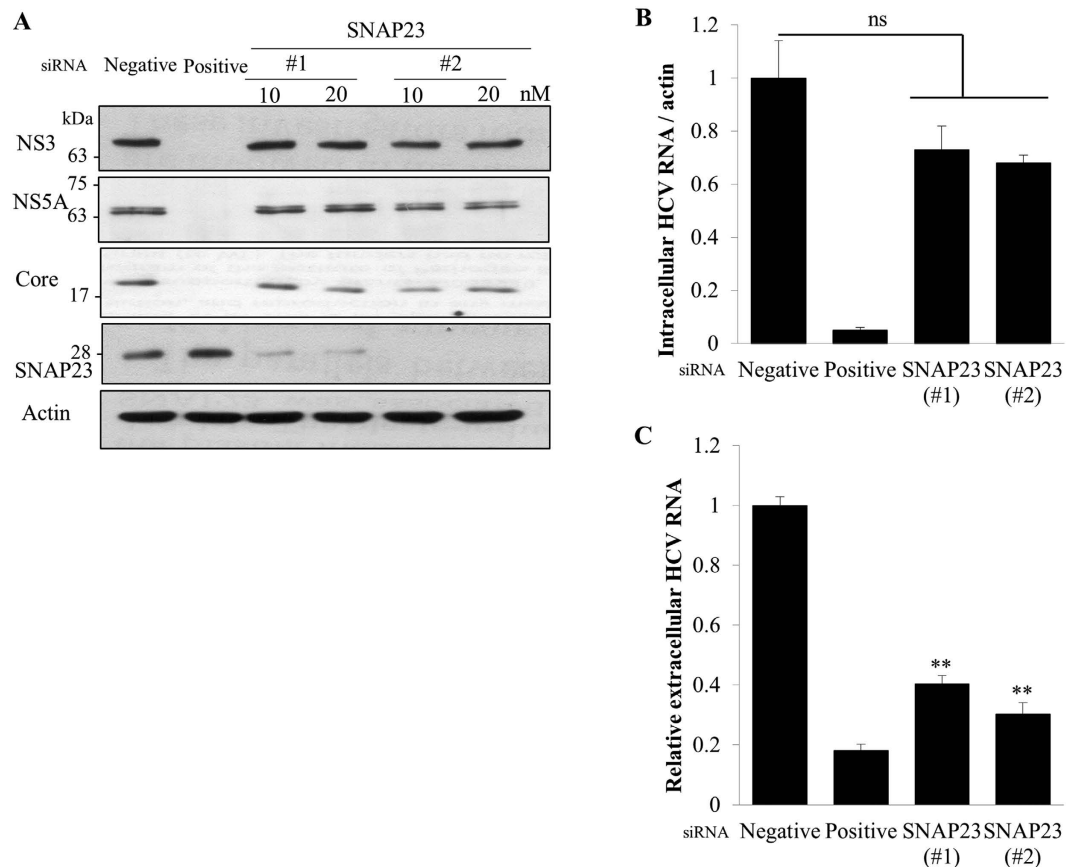 A
SNAP23
siRNA Negative Positive #1 #2
10 20 10 20 nM
kDa
NS3
63
75
NS5A
63
Core
17
28
SNAP23
Actin
B
ns
Intracellular HCV RNA / actin
1.2
1
0.8
0.6
0.4
0.2
0
siRNA Negative Positive SNAP23 SNAP23
(#1) (#2)
C
Relative extracellular HCV RNA
1.2
1
0.8
0.6
0.4
0.2
0
** **
siRNA Negative Positive SNAP23 SNAP23
(#1) (#2)